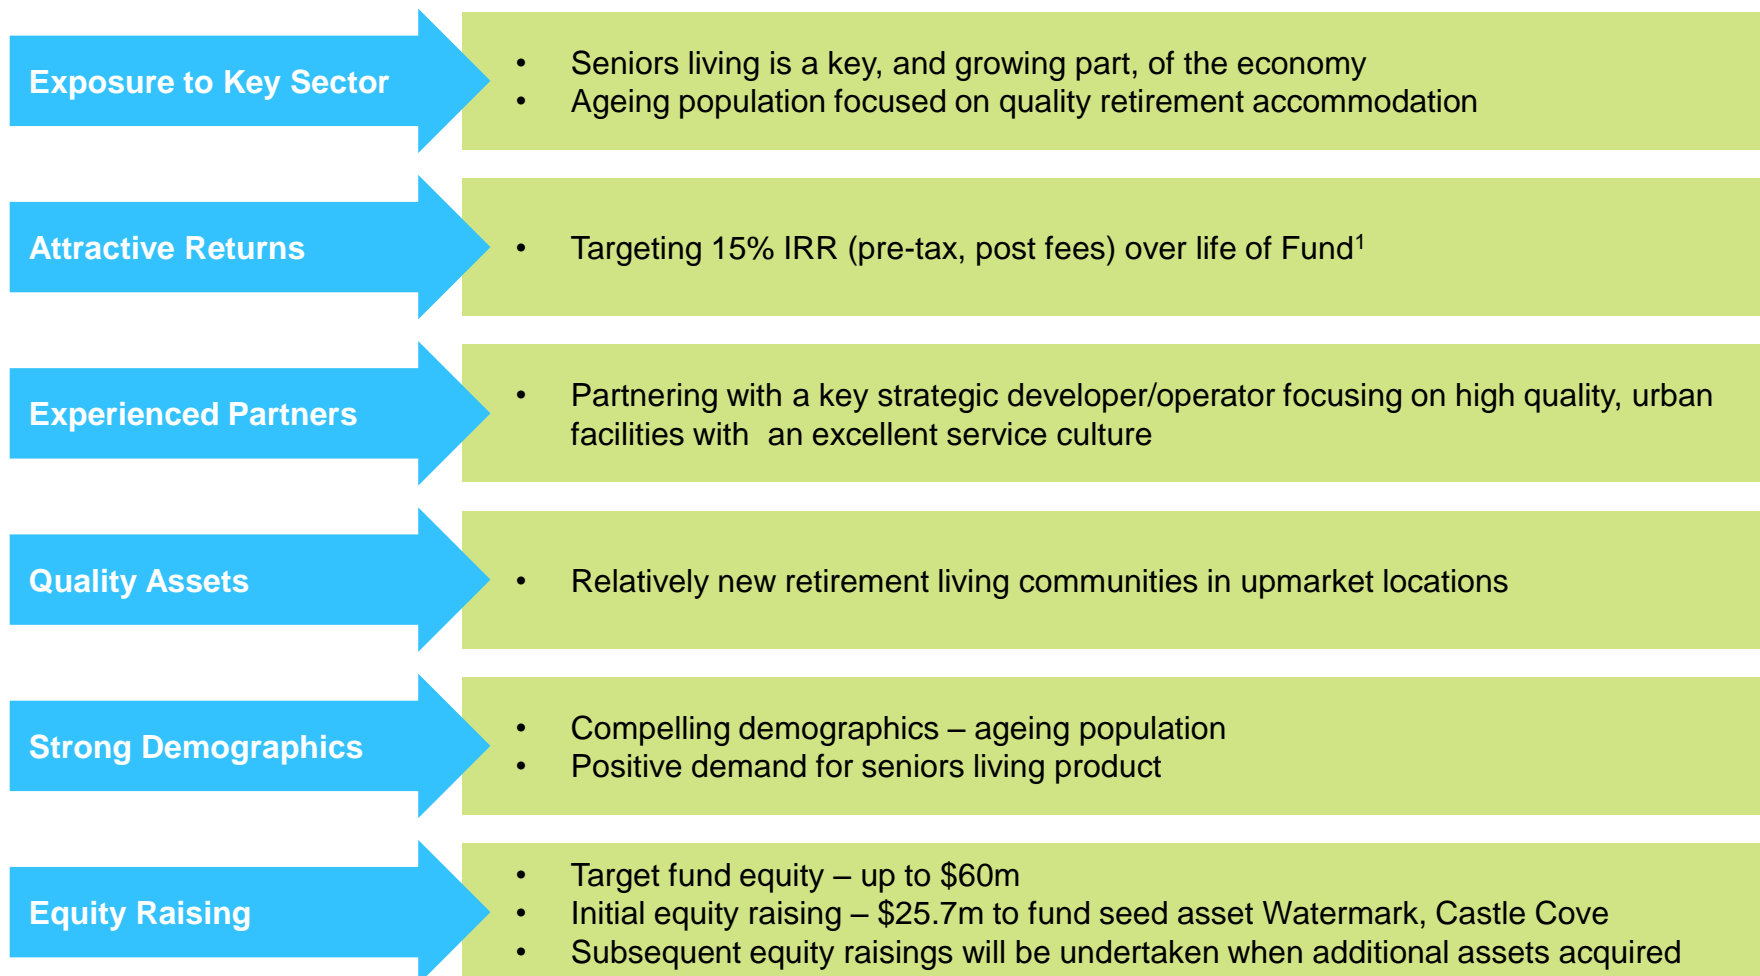 Exposure to Key Sector
• Seniors living is a key, and growing part, of the economy
• Ageing population focused on quality retirement accommodation
Attractive Returns
• Targeting 15% IRR (pre-tax, post fees) over life of Fund¹
Experienced Partners
• Partnering with a key strategic developer/operator focusing on high quality, urban
facilities with  an excellent service culture
Quality Assets
• Relatively new retirement living communities in upmarket locations
Strong Demographics
• Compelling demographics – ageing population
• Positive demand for seniors living product
Equity Raising
• Target fund equity – up to $60m
• Initial equity raising – $25.7m to fund seed asset Watermark, Castle Cove
• Subsequent equity raisings will be undertaken when additional assets acquired